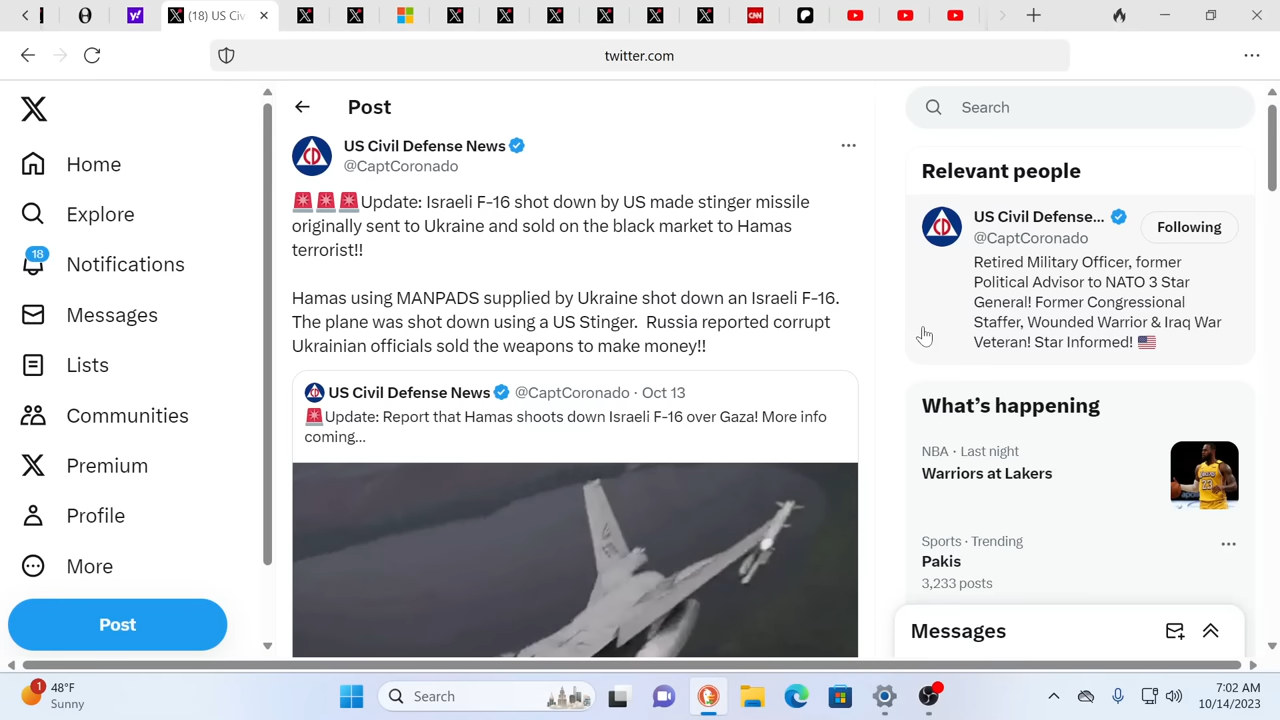 (18) US Civ
CNN
twitter.com
Home
Explore
18
Notifications
Messages
Lists
Communities
Premium
Profile
More
Post
Post
US Civil Defense News
@CaptCoronado
🚨🚨🚨Update: Israeli F-16 shot down by US made stinger missile
originally sent to Ukraine and sold on the black market to Hamas
terrorist!!
Hamas using MANPADS supplied by Ukraine shot down an Israeli F-16.
The plane was shot down using a US Stinger.  Russia reported corrupt
Ukrainian officials sold the weapons to make money!!
US Civil Defense News @CaptCoronado · Oct 13
🚨Update: Report that Hamas shoots down Israeli F-16 over Gaza! More info
coming...
Search
Relevant people
US Civil Defense...
@CaptCoronado
Following
Retired Military Officer, former
Political Advisor to NATO 3 Star
General! Former Congressional
Staffer, Wounded Warrior & Iraq War
Veteran! Star Informed! 🇺🇸
What's happening
NBA · Last night
Warriors at Lakers
Sports · Trending
Pakis
3,233 posts
Messages
1
48°F
Sunny
Search
7:02 AM
10/14/2023